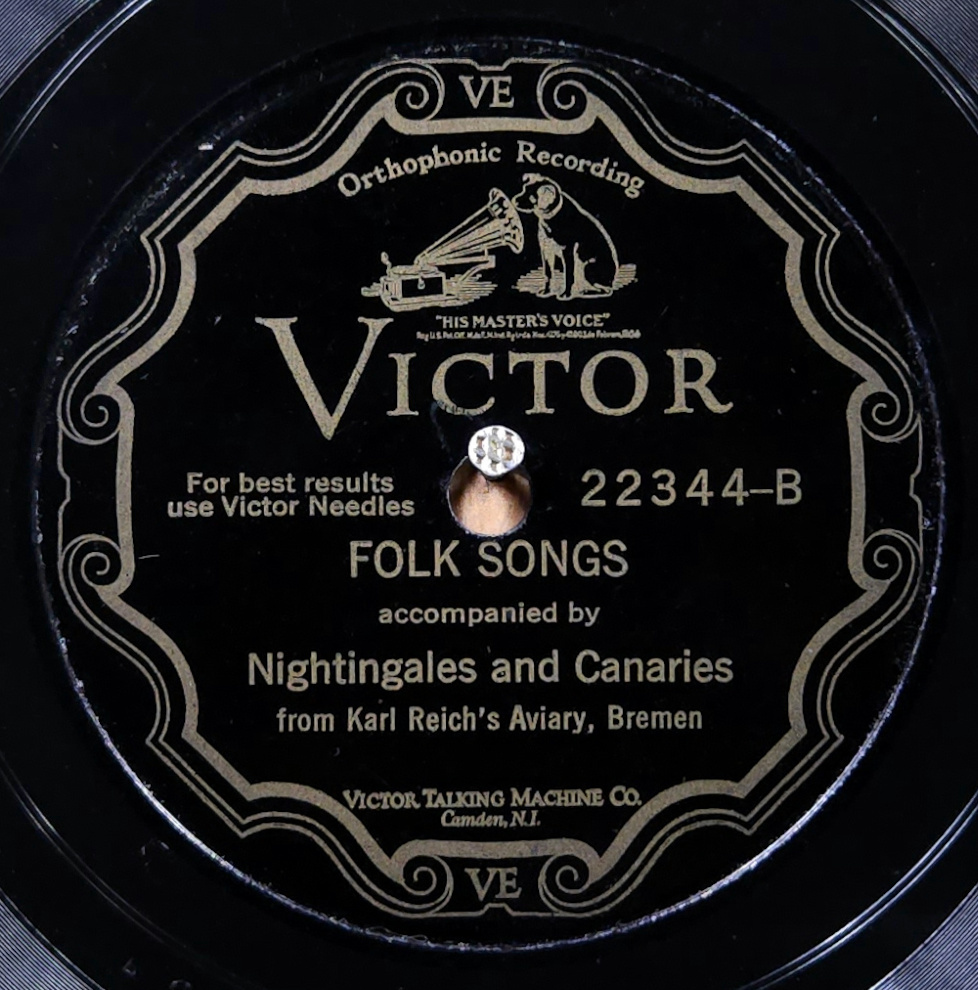 VE
Orthophonic Recording
"HIS MASTER'S VOICE"
VICTOR
For best results
use Victor Needles
22344-B
FOLK SONGS
accompanied by
Nightingales and Canaries
from Karl Reich's Aviary, Bremen
VICTOR TALKING MACHINE CO.
Camden, N.J.
VE